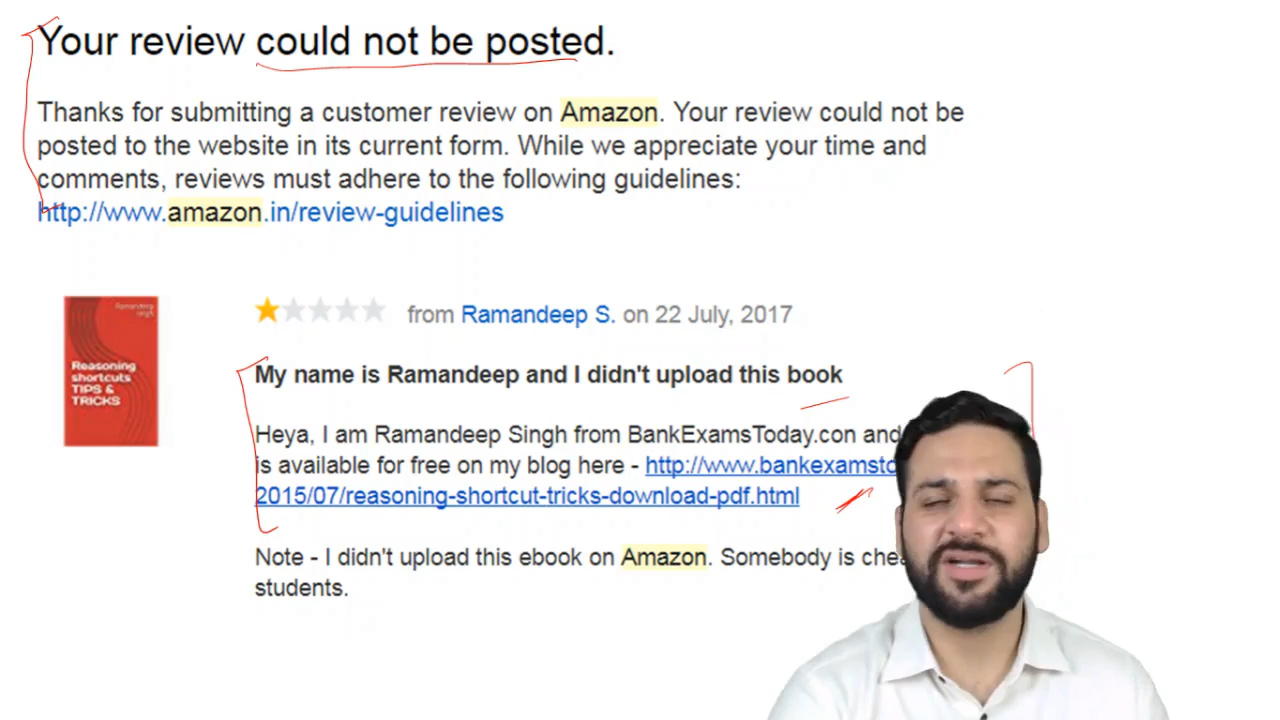 Your review could not be posted.
Thanks for submitting a customer review on Amazon. Your review could not be
posted to the website in its current form. While we appreciate your time and
comments, reviews must adhere to the following guidelines:
http://www.amazon.in/review-guidelines
Ramandeep
singh
Reasoning
shortcuts
TIPS &
TRICKS
from Ramandeep S. on 22 July, 2017
My name is Ramandeep and I didn't upload this book
Heya, I am Ramandeep Singh from BankExamsToday.con and
is available for free on my blog here - http://www.bankexamsto
2015/07/reasoning-shortcut-tricks-download-pdf.html
Note - I didn't upload this ebook on Amazon. Somebody is
students.